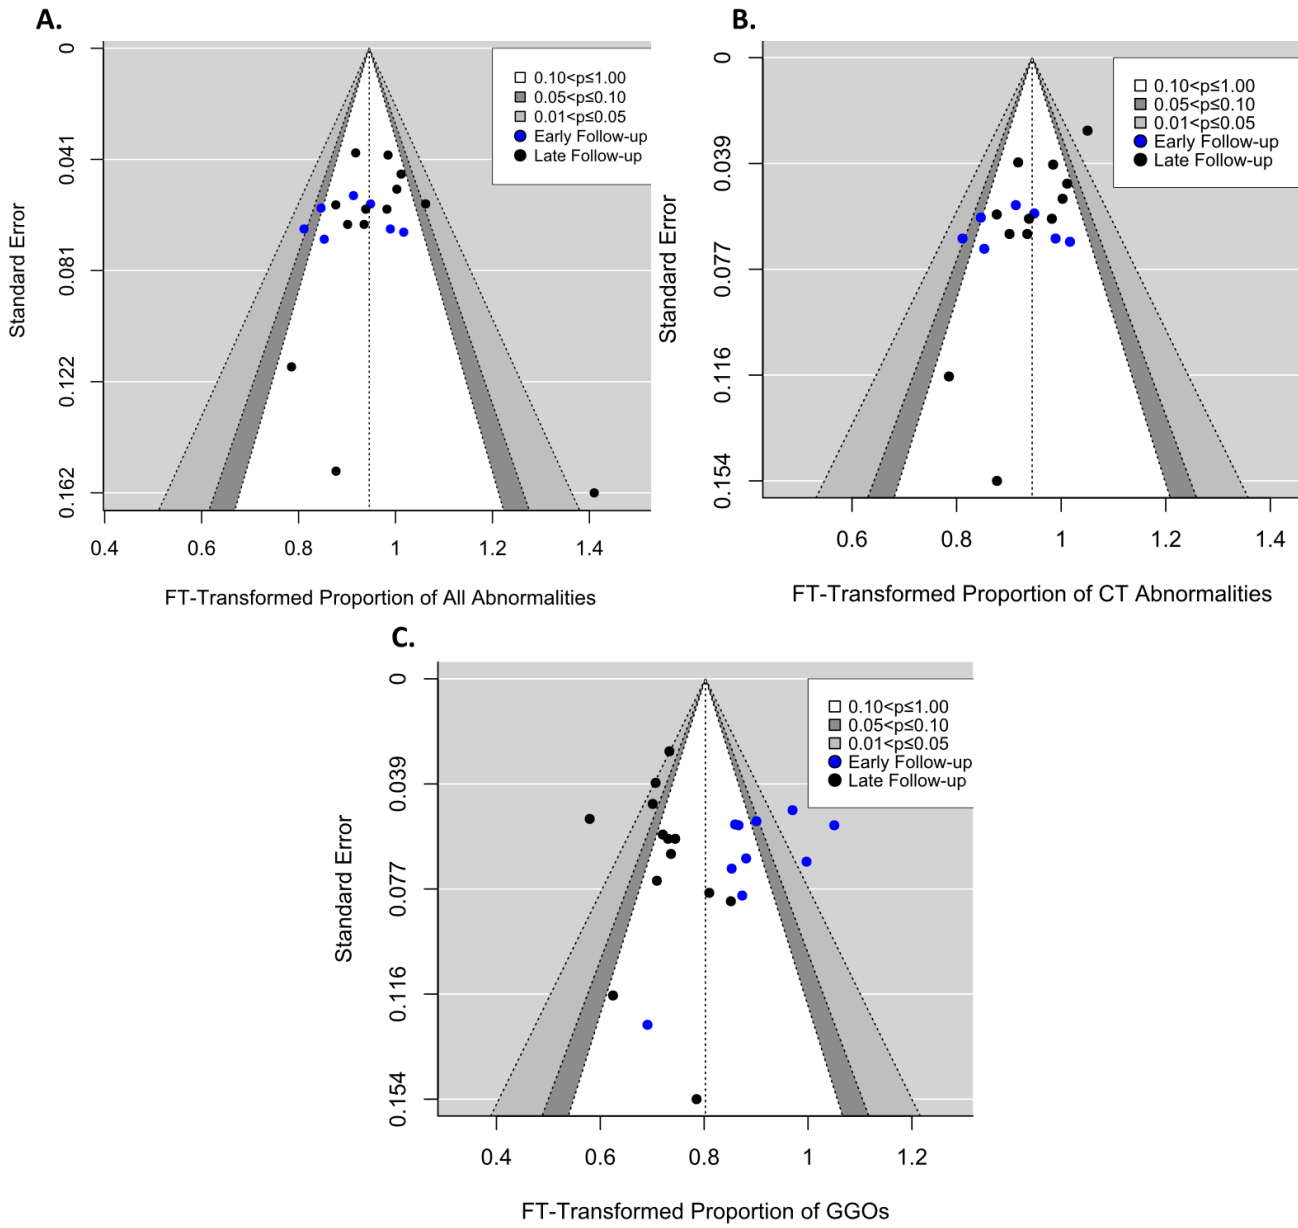 A.
Standard Error
0
0.041
0.081
0.122
0.162
0.10<p≤1.00
0.05<p≤0.10
0.01<p≤0.05
Early Follow-up
Late Follow-up
0.4 0.6 0.8 1 1.2 1.4
FT-Transformed Proportion of All Abnormalities
B.
Standard Error
0
0.039
0.077
0.116
0.154
0.10<p≤1.00
0.05<p≤0.10
0.01<p≤0.05
Early Follow-up
Late Follow-up
0.6 0.8 1 1.2 1.4
FT-Transformed Proportion of CT Abnormalities
C.
Standard Error
0
0.039
0.077
0.116
0.154
0.10<p≤1.00
0.05<p≤0.10
0.01<p≤0.05
Early Follow-up
Late Follow-up
0.4 0.6 0.8 1 1.2
FT-Transformed Proportion of GGOs